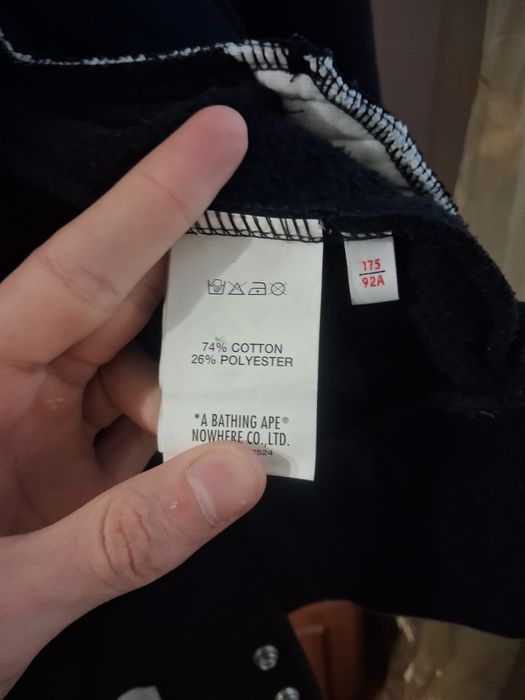 74% COTTON
26% POLYESTER
*A BATHING APE®
NOWHERE CO.,LTD.
175
92A